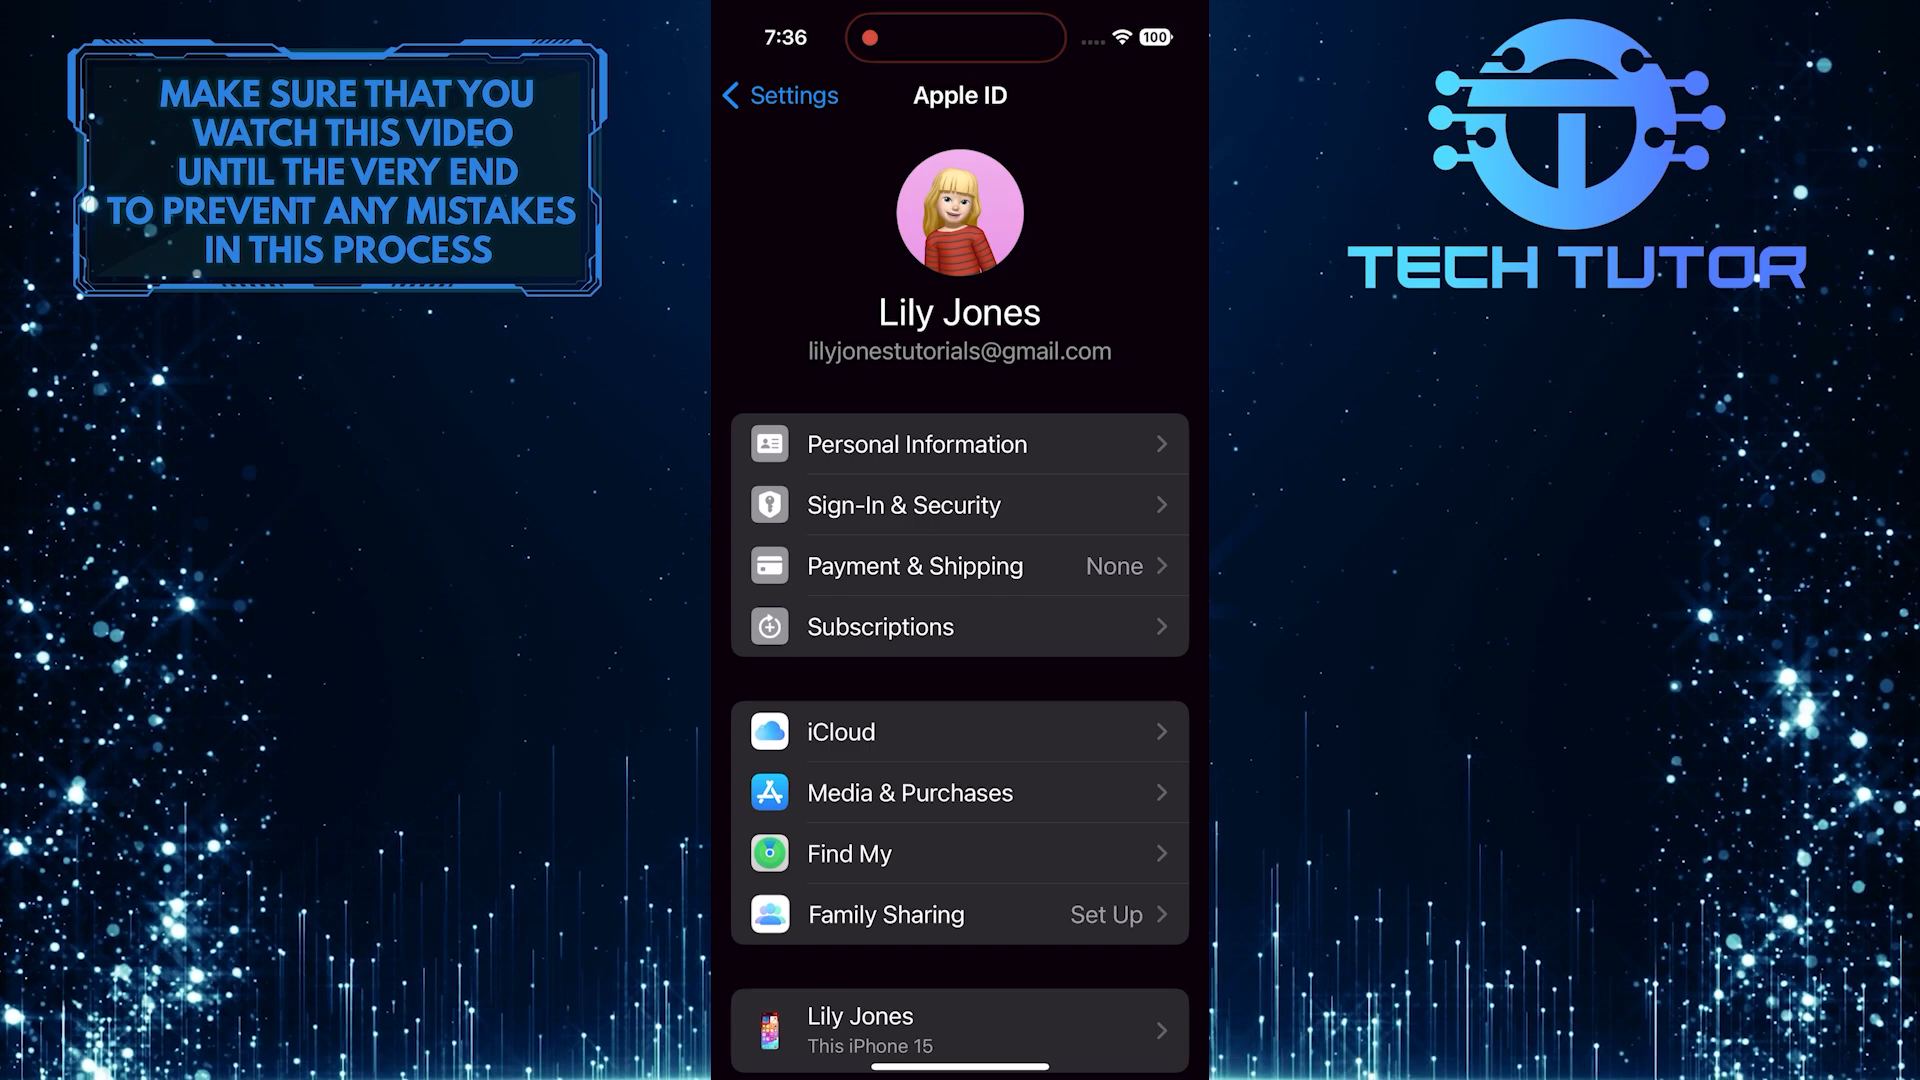 MAKE SURE THAT YOU
WATCH THIS VIDEO
UNTIL THE VERY END
TO PREVENT ANY MISTAKES
IN THIS PROCESS
7:36
100
Settings
Apple ID
Lily Jones
lilyjonestutorials@gmail.com
Personal Information
Sign-In & Security
Payment & Shipping None
Subscriptions
iCloud
Media & Purchases
Find My
Family Sharing Set Up
Lily Jones
This iPhone 15
TECH TUTOR